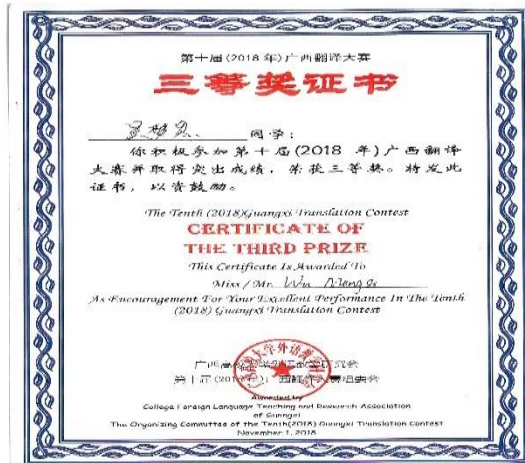 第十届(2018年)广西翻译大赛
三等奖证书
同学:
你积极参加第十届(2018 年)广西翻译
大赛并取得突出成绩,荣获三等奖。特发此
证书,以资鼓励。
The Tenth (2018)Guangxi Translation Contest
CERTIFICATE OF
THE THIRD PRIZE
This Certificate Is Awarded To
Miss / Mr. Wu
As Encouragement For Your Excellent Performance In The Tenth
(2018) Guangxi Translation Contest
Awarded by
College Foreign Language Teaching and Research Association
of Guangxi
The Organizing Committee of the Tenth(2018) Guangxi Translation Contest
November 1, 2018